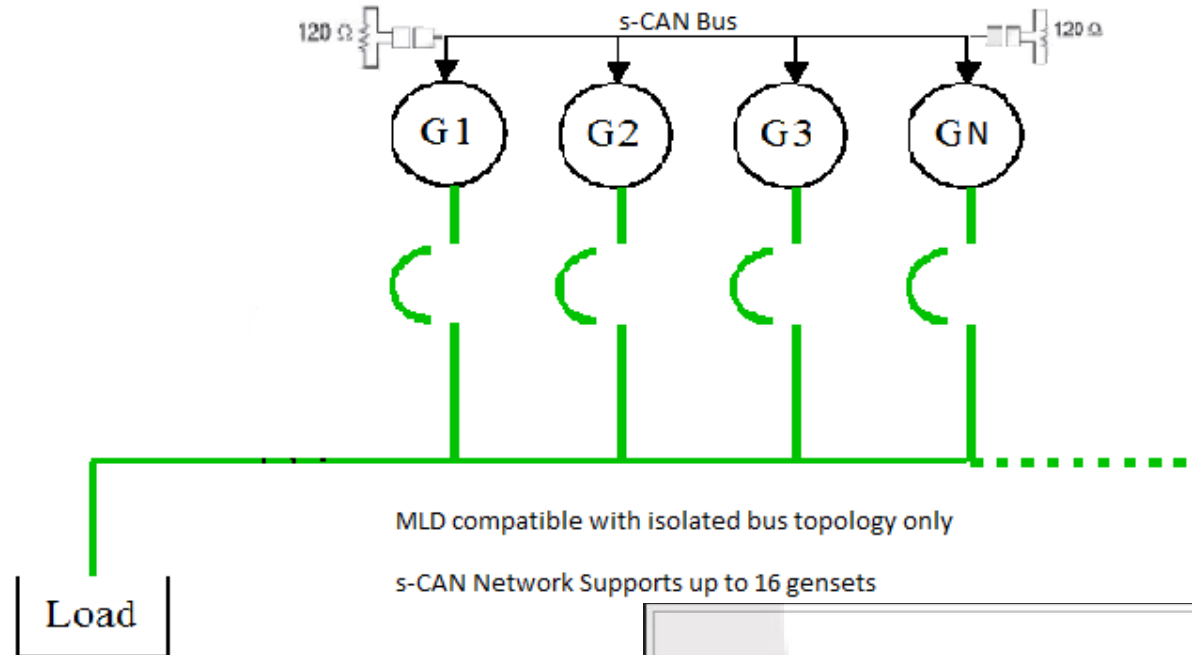 s-CAN Bus
120 Ω
120 Ω
G1
G2
G3
GN
MLD compatible with isolated bus topology only
s-CAN Network Supports up to 16 gensets
Load